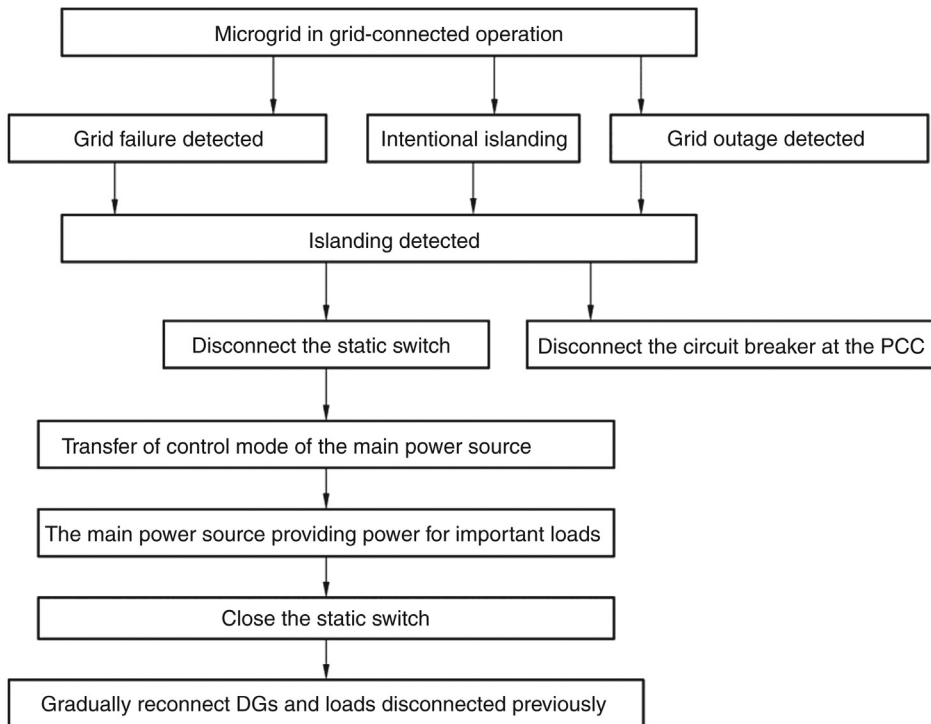 Microgrid in grid-connected operation
Grid failure detected
Intentional islanding
Grid outage detected
Islanding detected
Disconnect the static switch
Disconnect the circuit breaker at the PCC
Transfer of control mode of the main power source
The main power source providing power for important loads
Close the static switch
Gradually reconnect DGs and loads disconnected previously